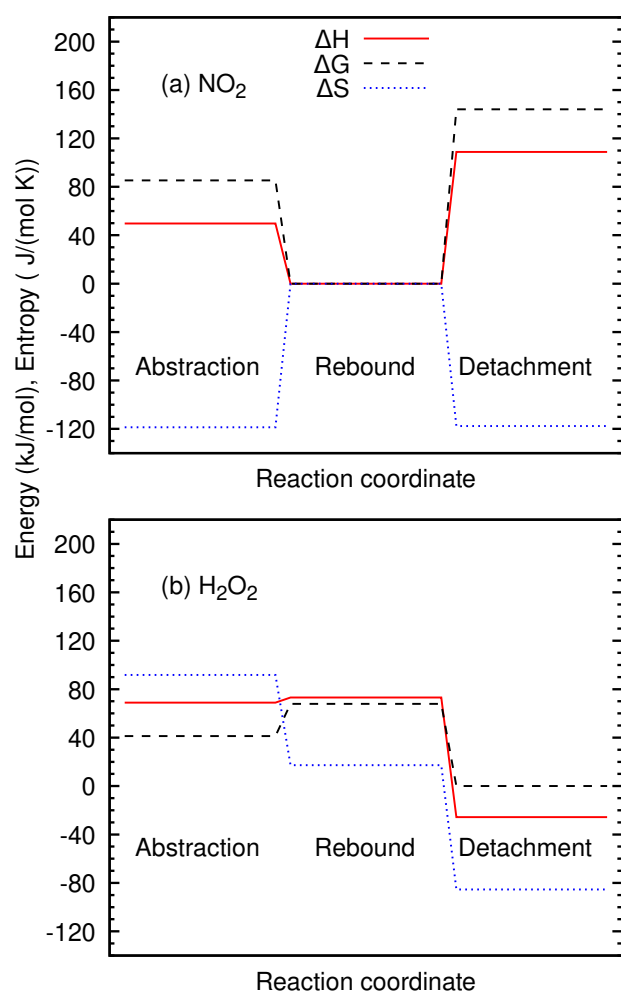 Energy (kJ/mol), Entropy ( J/(mol K))
200
160
120
80
40
0
-40
-80
-120
(a) NO₂
ΔH
ΔG
ΔS
Abstraction Rebound Detachment
Reaction coordinate
200
160
120
80
40
0
-40
-80
-120
(b) H₂O₂
Abstraction Rebound Detachment
Reaction coordinate